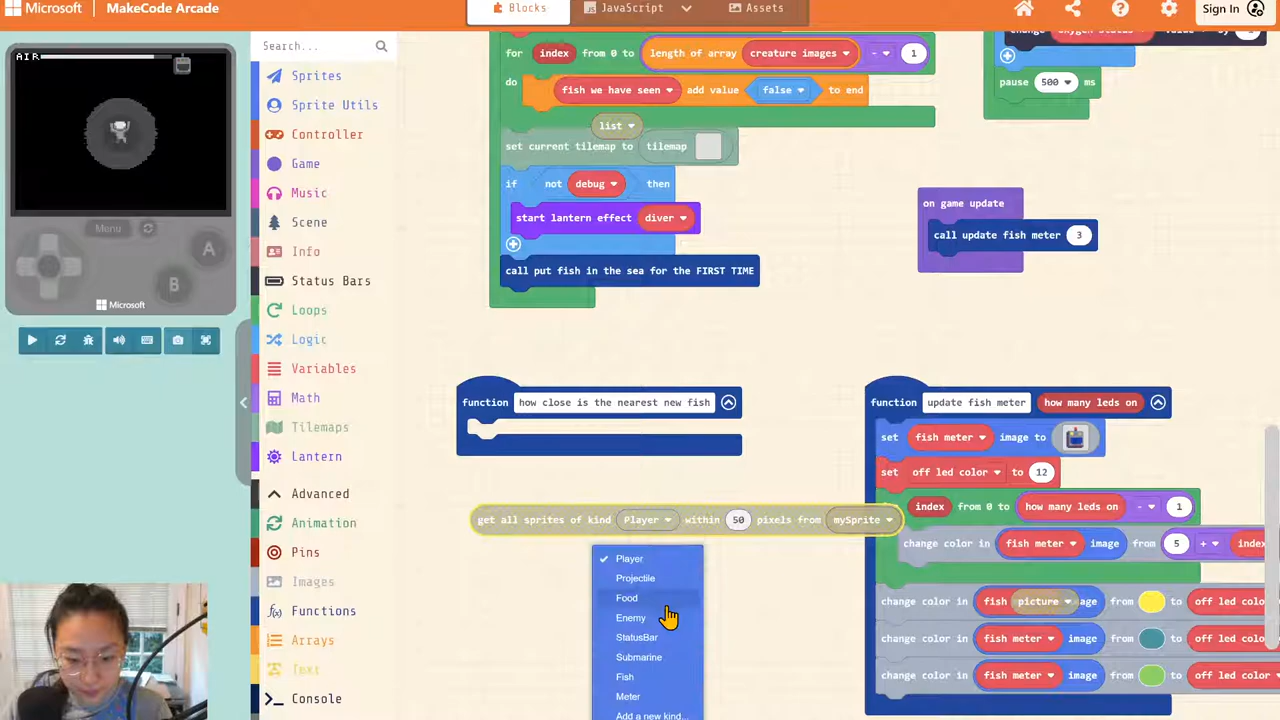 Microsoft
MakeCode Arcade
Blocks
JavaScript
Assets
Sign In
AIR
Menu
A
B
Microsoft
Search...
Sprites
Sprite Utils
Controller
Game
Music
Scene
Info
Status Bars
Loops
Logic
Variables
Math
Tilemaps
Lantern
Advanced
Animation
Pins
Images
Functions
Arrays
Text
Console
for index from 0 to length of array creature images - 1
do fish we have seen add value false to end
list
set current tilemap to tilemap
if not debug then
start lantern effect diver
call put fish in the sea for the FIRST TIME
pause 500 ms
on game update
call update fish meter 3
function how close is the nearest new fish
get all sprites of kind Player within 50 pixels from mySprite
Player
Projectile
Food
Enemy
StatusBar
Submarine
Fish
Meter
Add a new kind...
function update fish meter how many leds on
set fish meter image to
set off led color to 12
index from 0 to how many leds on - 1
change color in fish meter image from 5 + index
change color in fish picture image from off led colo
change color in fish meter image from off led colo
change color in fish meter image from off led colo